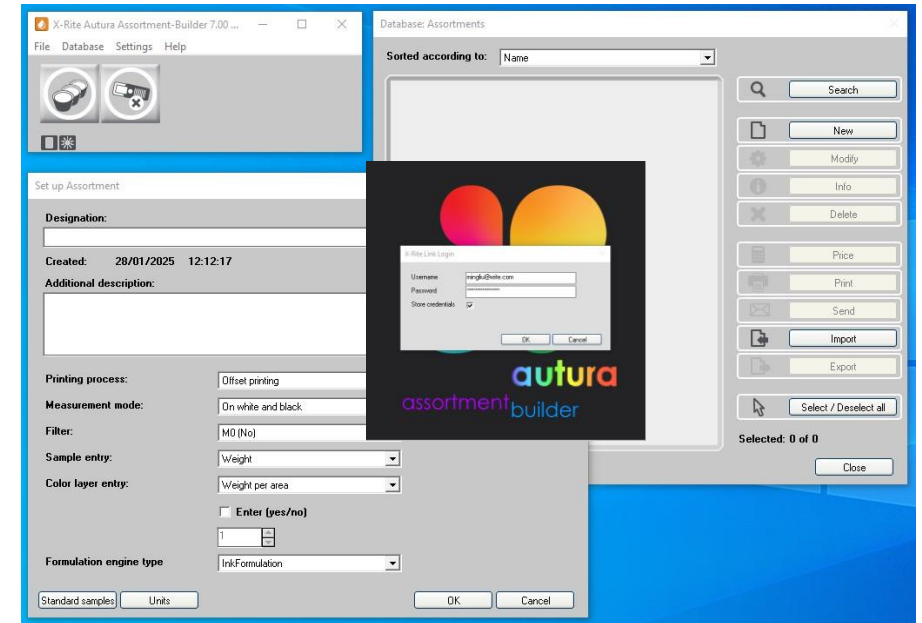 X-Rite Autura Assortment-Builder 7.00 ...
File Database Settings Help
Database: Assortments
Sorted according to: Name
Search
New
Modify
Info
Delete
Price
Print
Send
Import
Export
Select / Deselect all
Selected: 0 of 0
Close
Set up Assortment
Designation:
Created: 28/01/2025 12:12:17
Additional description:
Printing process: Offset printing
Measurement mode: On white and black
Filter: M0 (No)
Sample entry: Weight
Color layer entry: Weight per area
Enter (yes/no)
1
Formulation engine type InkFormulation
Standard samples Units OK Cancel
X-Rite Link Login
Username
Password
Store credentials
OK Cancel
autura
assortment builder